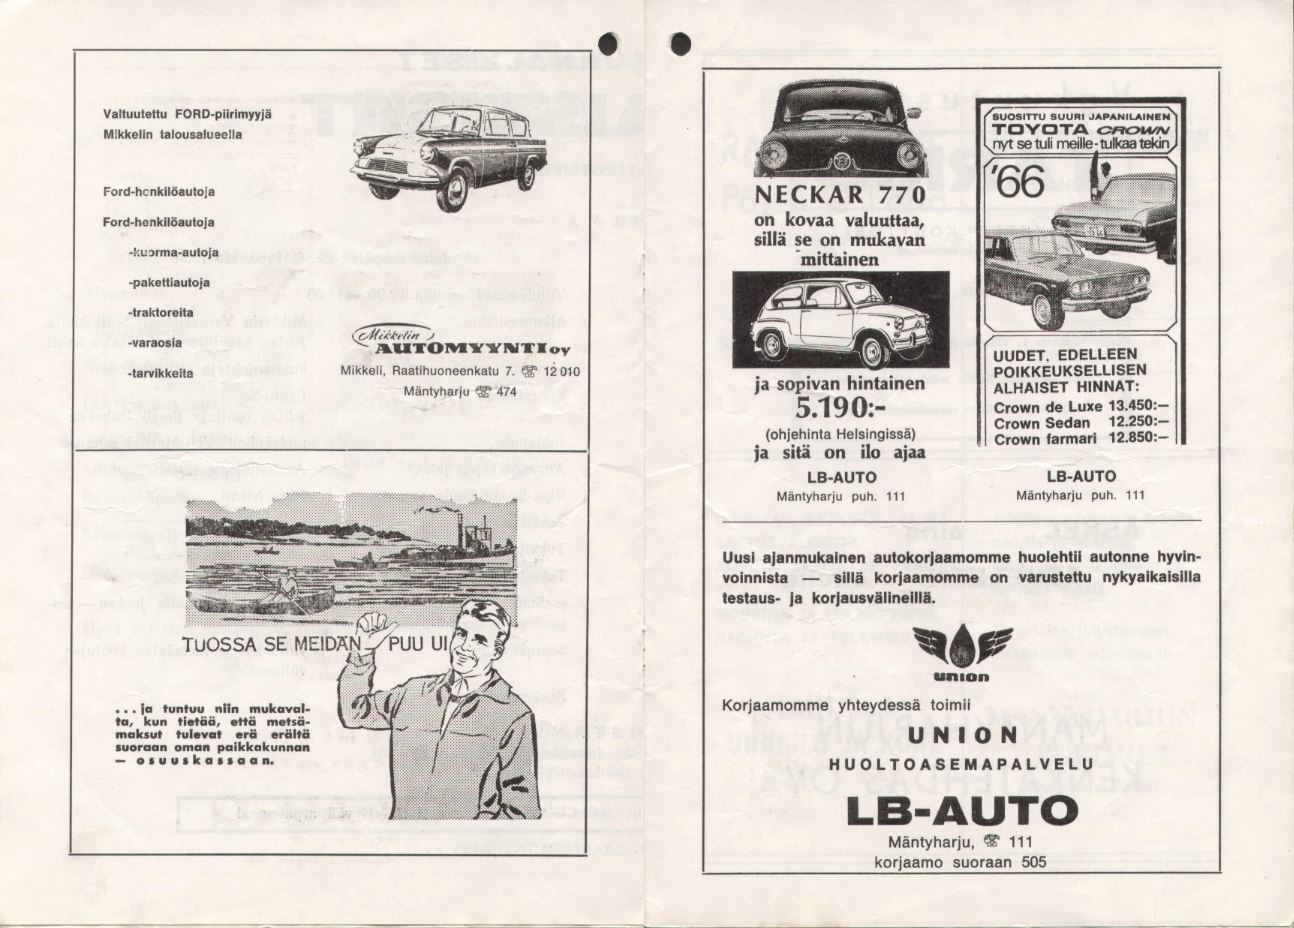 Valtuutettu FORD-piirimyyjä
Mikkelin talousalueella
Ford-henkilöautoja
Ford-henkilöautoja
-kuorma-autoja
-pakettiautoja
-traktoreita
-varaosia
-tarvikkeita
Mikkelin
AUTOMYYNTI OY
Mikkeli, Raatihuoneenkatu 7. ☏ 12 010
Mäntyharju ☏ 474
TUOSSA SE MEIDÄN PUU UI
...ja tuntuu niin mukaval-
ta, kun tietää, että metsä-
maksut tulevat erä erältä
suoraan oman paikkakunnan
— osuuskassaan.
NECKAR 770
on kovaa valuuttaa,
sillä se on mukavan
mittainen
ja sopivan hintainen
5.190:-
(ohjehinta Helsingissä)
ja sitä on ilo ajaa
LB-AUTO
Mäntyharju puh. 111
SUOSITTU SUURI JAPANILAINEN
TOYOTA CROWN
nyt se tuli meille - tulkaa tekin
'66
UUDET, EDELLEEN
POIKKEUKSELLISEN
ALHAISET HINNAT:
Crown de Luxe 13.450:—
Crown Sedan 12.250:—
Crown farmari 12.850:—
LB-AUTO
Mäntyharju puh. 111
Uusi ajanmukainen autokorjaamomme huolehtii autonne hyvin-
voinnista — sillä korjaamomme on varustettu nykyaikaisilla
testaus- ja korjausvälineillä.
union
Korjaamomme yhteydessä toimii
UNION
HUOLTOASEMAPALVELU
LB-AUTO
Mäntyharju, ☏ 111
korjaamo suoraan 505